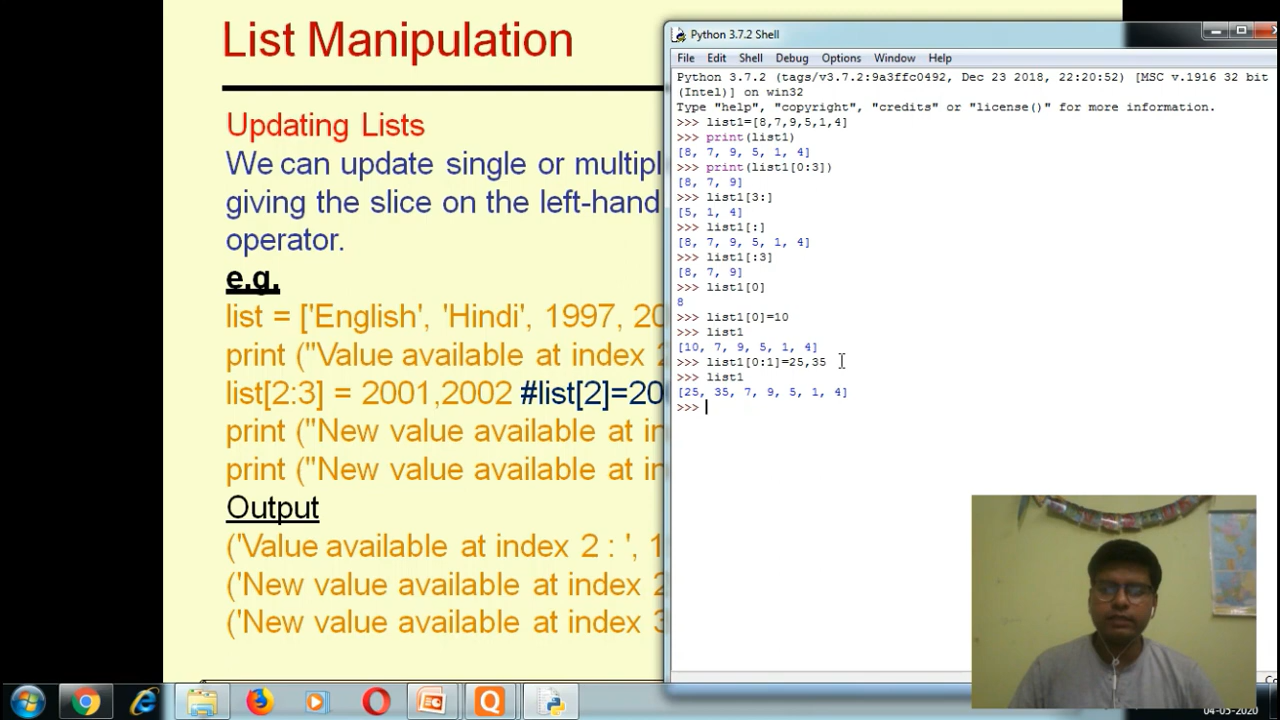 List Manipulation
Updating Lists
We can update single or multipl
giving the slice on the left-hand
operator.
e.g.
list = ['English', 'Hindi', 1997, 20
print ("Value available at index 2
list[2:3] = 2001,2002 #list[2]=20
print ("New value available at in
print ("New value available at in
Output
('Value available at index 2 : ', 1
('New value available at index 2
('New value available at index 3
Python 3.7.2 Shell
File Edit Shell Debug Options Window Help
Python 3.7.2 (tags/v3.7.2:9a3ffc0492, Dec 23 2018, 22:20:52) [MSC v.1916 32 bit
(Intel)] on win32
Type "help", "copyright", "credits" or "license()" for more information.
>>> list1=[8,7,9,5,1,4]
>>> print(list1)
[8, 7, 9, 5, 1, 4]
>>> print(list1[0:3])
[8, 7, 9]
>>> list1[3:]
[5, 1, 4]
>>> list1[:]
[8, 7, 9, 5, 1, 4]
>>> list1[:3]
[8, 7, 9]
>>> list1[0]
8
>>> list1[0]=10
>>> list1
[10, 7, 9, 5, 1, 4]
>>> list1[0:1]=25,35
>>> list1
[25, 35, 7, 9, 5, 1, 4]
>>>
04-05-2020